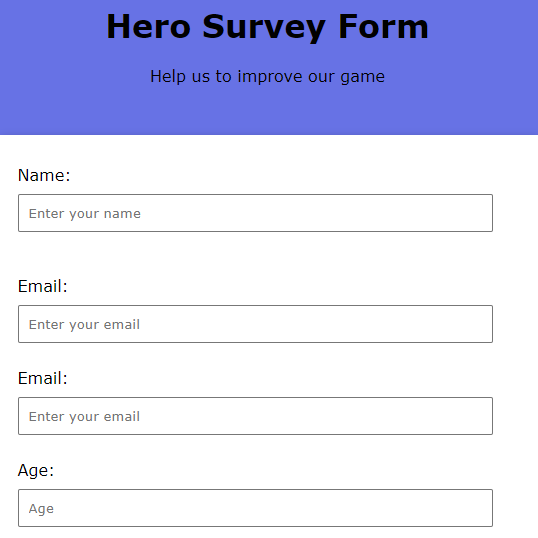 Hero Survey Form
Help us to improve our game
Name:
Enter your name
Email:
Enter your email
Email:
Enter your email
Age:
Age